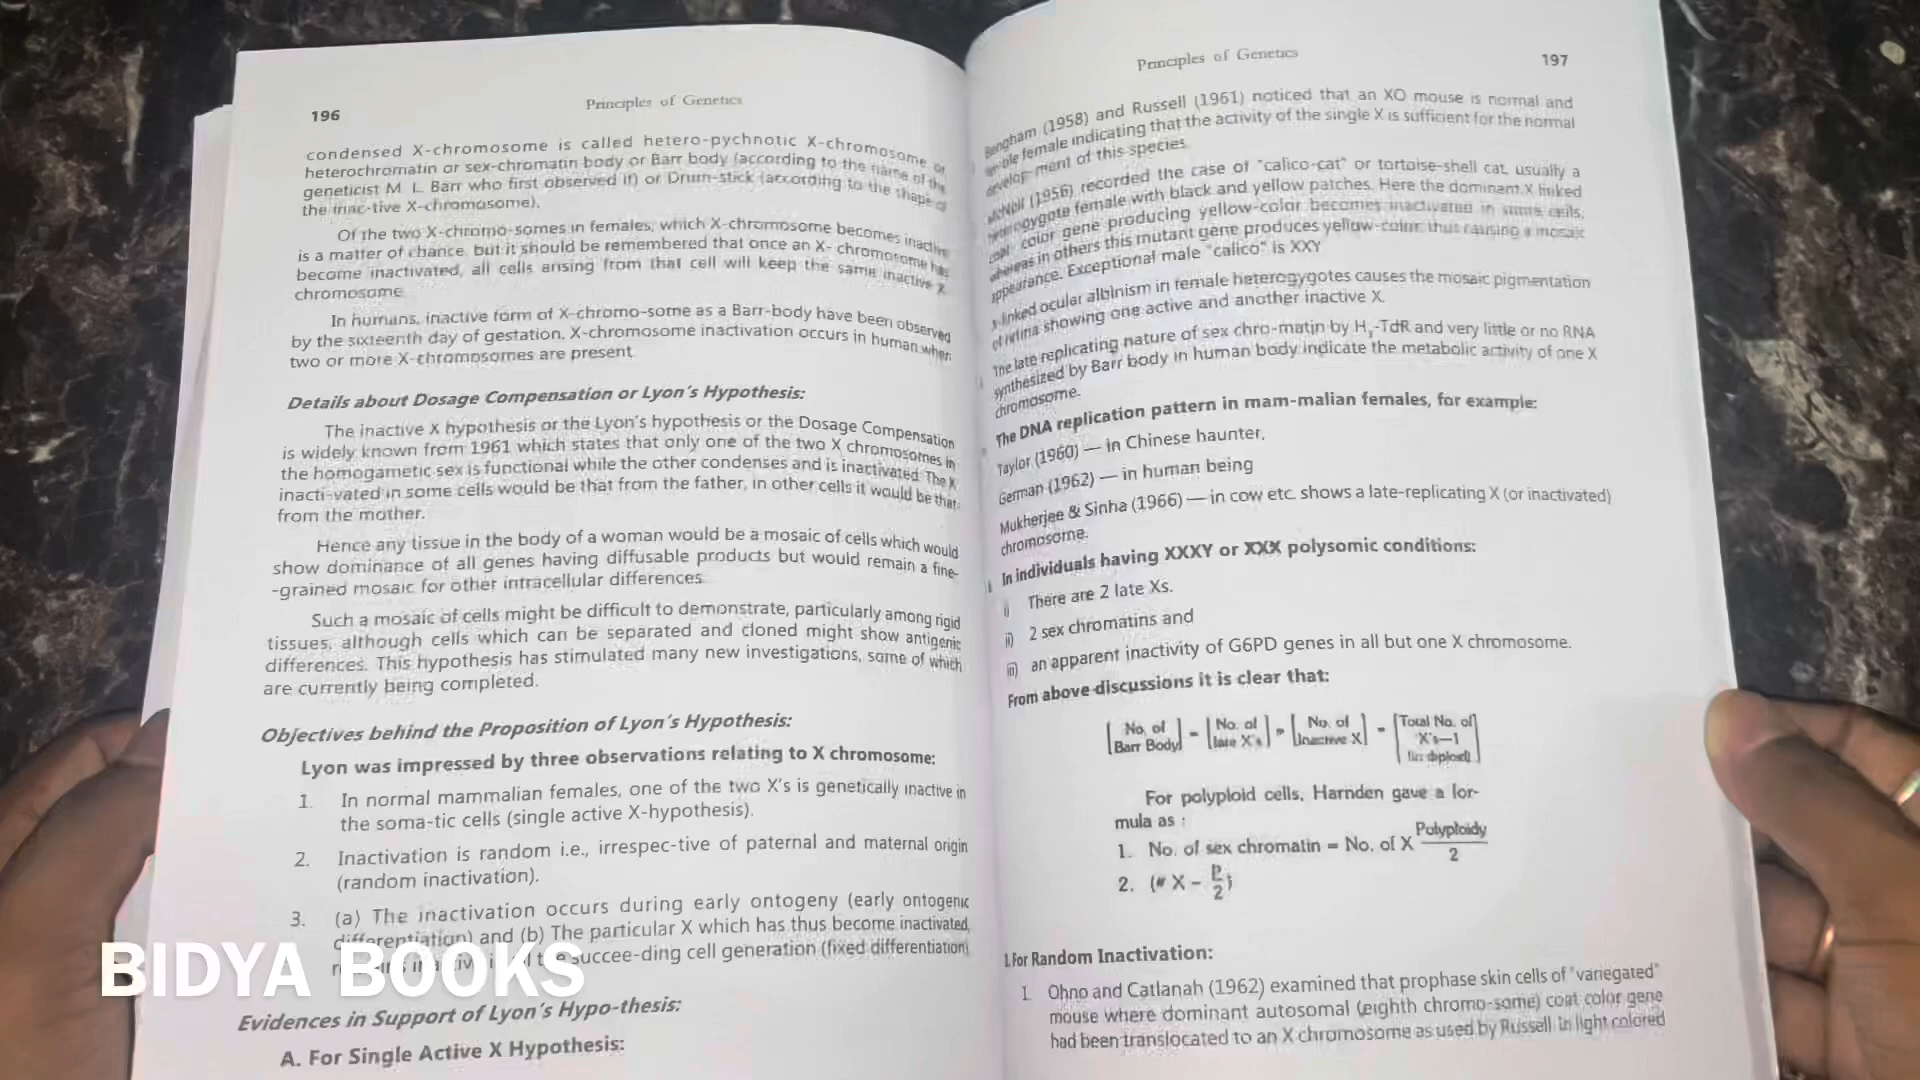 196
Principles of Genetics
condensed X-chromosome is called hetero-pychnotic X-chromosome or
heterochromatin or sex-chromatin body or Barr body (according to the name of the
geneticist M. L. Barr who first observed it) or Drum-stick (according to the shape of
the inac-tive X-chromosome).
Of the two X-chromo-somes in females, which X-chromosome becomes inactive
is a matter of chance, but it should be remembered that once an X- chromosome has
become inactivated, all cells arising from that cell will keep the same inactive X
chromosome
In humans, inactive form of X-chromo-some as a Barr-body have been observed
by the sixteenth day of gestation. X-chromosome inactivation occurs in human when
two or more X-chromosomes are present
Details about Dosage Compensation or Lyon's Hypothesis:
The inactive X hypothesis or the Lyon's hypothesis or the Dosage Compensation
is widely known from 1961 which states that only one of the two X chromosomes in
the homogametic sex is functional while the other condenses and is inactivated. The X
inacti-vated in some cells would be that from the father, in other cells it would be that
from the mother.
Hence any tissue in the body of a woman would be a mosaic of cells which would
show dominance of all genes having diffusable products but would remain a fine-
-grained mosaic for other intracellular differences.
Such a mosaic of cells might be difficult to demonstrate, particularly among rigid
tissues, although cells which can be separated and cloned might show antigenic
differences. This hypothesis has stimulated many new investigations, some of which
are currently being completed.
Objectives behind the Proposition of Lyon's Hypothesis:
Lyon was impressed by three observations relating to X chromosome:
1. In normal mammalian females, one of the two X's is genetically inactive in
the soma-tic cells (single active X-hypothesis).
2. Inactivation is random i.e., irrespec-tive of paternal and maternal origin
(random inactivation).
3. (a) The inactivation occurs during early ontogeny (early ontogenic
differentiation) and (b) The particular X which has thus become inactivated,
the succee-ding cell generation (fixed differentiation)
BIDYA BOOKS
Evidences in Support of Lyon's Hypo-thesis:
A. For Single Active X Hypothesis:
Principles of Genetics
197
(1958) and Russell (1961) noticed that an XO mouse is normal and
female indicating that the activity of the single X is sufficient for the normal
develop-ment of this species.
(1956) recorded the case of "calico-cat" or tortoise-shell cat, usually a
female with black and yellow patches. Here the dominant X linked
coat color gene producing yellow-color becomes inactivated in some cells,
whereas in others this mutant gene produces yellow-color, thus causing a mosaic
appearance. Exceptional male "calico" is XXY
linked ocular albinism in female heterogygotes causes the mosaic pigmentation
of retina showing one active and another inactive X.
The late replicating nature of sex chro-matin by H₃-TdR and very little or no RNA
synthesized by Barr body in human body indicate the metabolic activity of one X
chromosome.
The DNA replication pattern in mam-malian females, for example:
Taylor (1960) — in Chinese haunter,
German (1962) — in human being
Mukherjee & Sinha (1966) — in cow etc. shows a late-replicating X (or inactivated)
chromosome.
In individuals having XXXY or XXX polysomic conditions:
i) There are 2 late Xs.
ii) 2 sex chromatins and
iii) an apparent inactivity of G6PD genes in all but one X chromosome.
From above discussions it is clear that:
[No. of Barr Body] = [No. of late X's] = [No. of Inactive X] = [Total No. of 'X's—1 (in diploid)]
For polyploid cells, Harnden gave a for-
mula as :
1. No. of sex chromatin = No. of X Polyploidy/2
2. (# X – P/2)
For Random Inactivation:
1. Ohno and Catlanah (1962) examined that prophase skin cells of "variegated"
mouse where dominant autosomal (eighth chromo-some) coat color gene
had been translocated to an X chromosome as used by Russell. In light colored